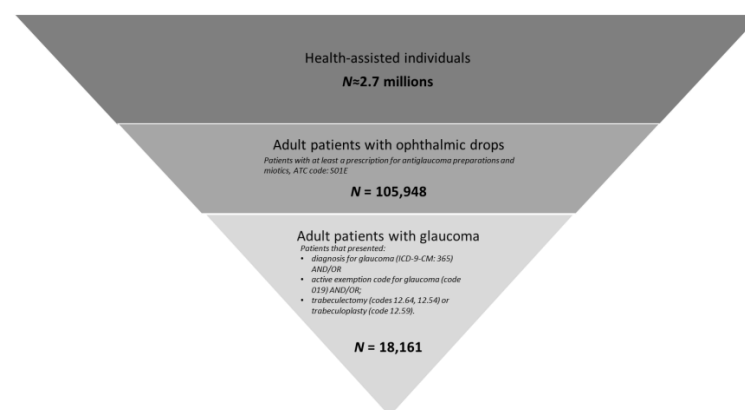 Health-assisted individuals
N≈2.7 millions
Adult patients with ophthalmic drops
Patients with at least a prescription for antiglaucoma preparations and
miotics, ATC code: S01E
N = 105,948
Adult patients with glaucoma
Patients that presented:
• diagnosis for glaucoma (ICD-9-CM: 365)
AND/OR
• active exemption code for glaucoma (code
019) AND/OR;
• trabeculectomy (codes 12.64, 12.54) or
trabeculoplasty (code 12.59).
N = 18,161